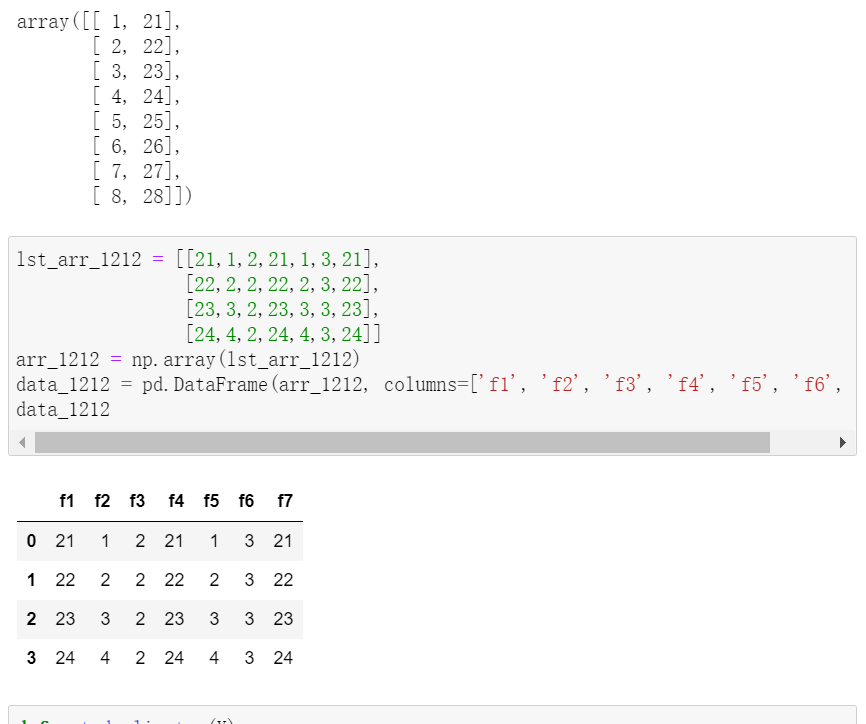 array([[ 1, 21],
[ 2, 22],
[ 3, 23],
[ 4, 24],
[ 5, 25],
[ 6, 26],
[ 7, 27],
[ 8, 28]])
lst_arr_1212 = [[21,1,2,21,1,3,21],
[22,2,2,22,2,3,22],
[23,3,2,23,3,3,23],
[24,4,2,24,4,3,24]]
arr_1212 = np.array(lst_arr_1212)
data_1212 = pd.DataFrame(arr_1212, columns=['f1', 'f2', 'f3', 'f4', 'f5', 'f6',
data_1212
f1 f2 f3 f4 f5 f6 f7
0 21 1 2 21 1 3 21
1 22 2 2 22 2 3 22
2 23 3 2 23 3 3 23
3 24 4 2 24 4 3 24